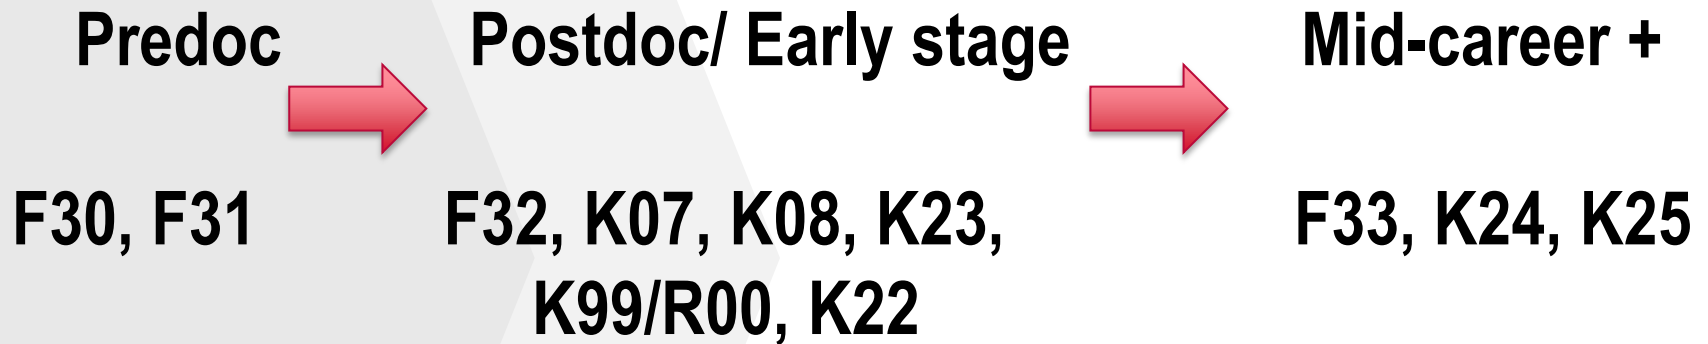 Predoc
Postdoc/ Early stage
Mid-career +
F30, F31
F32, K07, K08, K23,
K99/R00, K22
F33, K24, K25